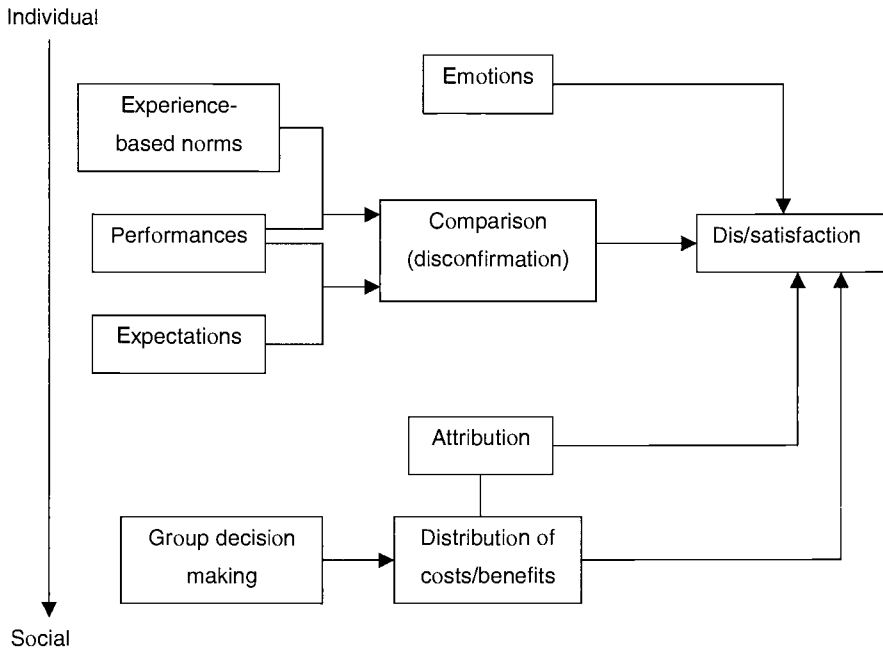 Individual
Emotions
Experience-
based norms
Performances
Comparison
(disconfirmation)
Dis/satisfaction
Expectations
Attribution
Group decision
making
Distribution of
costs/benefits
Social